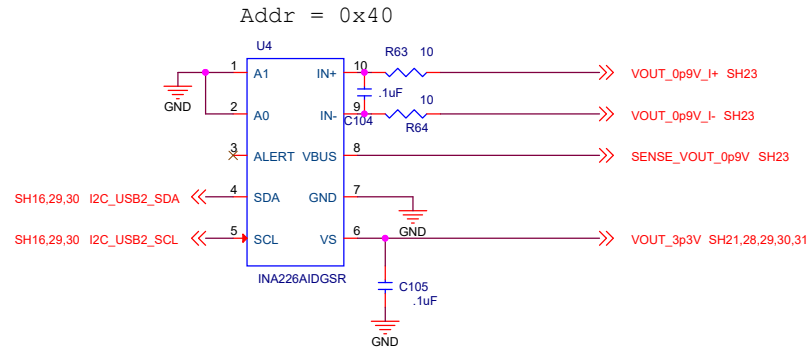 Addr = 0x40
U4
R63 10
1 A1 IN+ 10 VOUT_0p9V_I+ SH23
GND
.1uF
10
2 A0 IN- 9 VOUT_0p9V_I- SH23
C104
R64
3 ALERT VBUS 8 SENSE_VOUT_0p9V SH23
SH16,29,30 I2C_USB2_SDA 4 SDA GND 7
GND
SH16,29,30 I2C_USB2_SCL 5 SCL VS 6 VOUT_3p3V SH21,28,29,30,31
INA226AIDGSR
C105
.1uF
GND